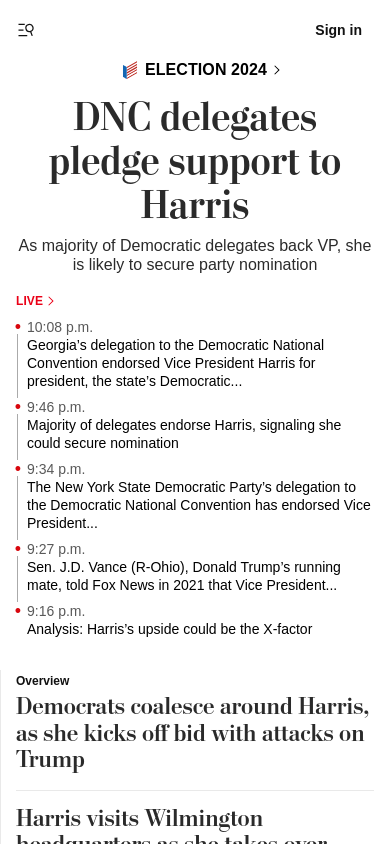 Sign in
ELECTION 2024
DNC delegates
pledge support to
Harris
As majority of Democratic delegates back VP, she
is likely to secure party nomination
LIVE
10:08 p.m.
Georgia’s delegation to the Democratic National
Convention endorsed Vice President Harris for
president, the state’s Democratic...
9:46 p.m.
Majority of delegates endorse Harris, signaling she
could secure nomination
9:34 p.m.
The New York State Democratic Party’s delegation to
the Democratic National Convention has endorsed Vice
President...
9:27 p.m.
Sen. J.D. Vance (R-Ohio), Donald Trump’s running
mate, told Fox News in 2021 that Vice President...
9:16 p.m.
Analysis: Harris’s upside could be the X-factor
Overview
Democrats coalesce around Harris,
as she kicks off bid with attacks on
Trump
Harris visits Wilmington
headquarters as she takes over